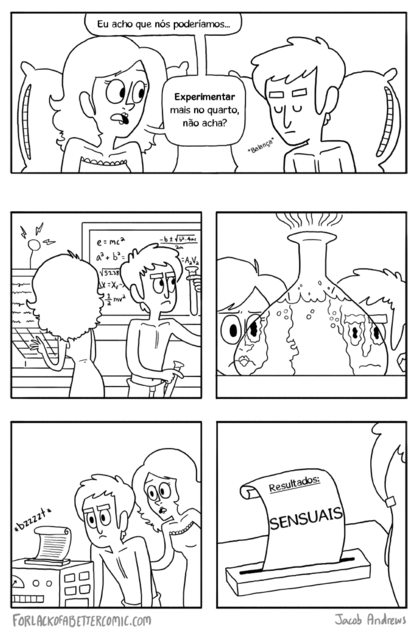 Eu acho que nós poderíamos...
Experimentar
mais no quarto,
não acha?
*Balança*
e = mc²
a² + b² =
*bzzzzt*
Resultados:
SENSUAIS
FORLACKOFABETTERCOMIC.COM
Jacob Andrews